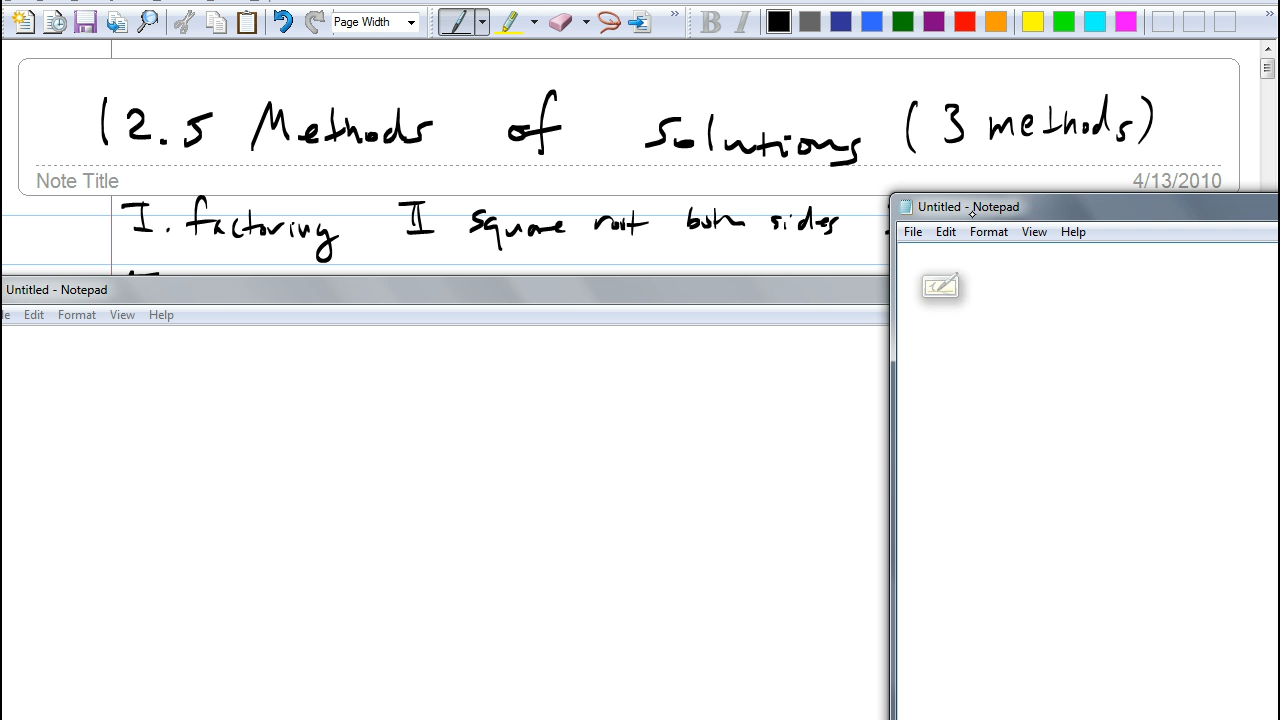 Page Width
B I
12.5 Methods of solutions (3 methods)
Note Title
4/13/2010
I. factoring II square root both sides
Untitled - Notepad
File Edit Format View Help
Untitled - Notepad
le Edit Format View Help